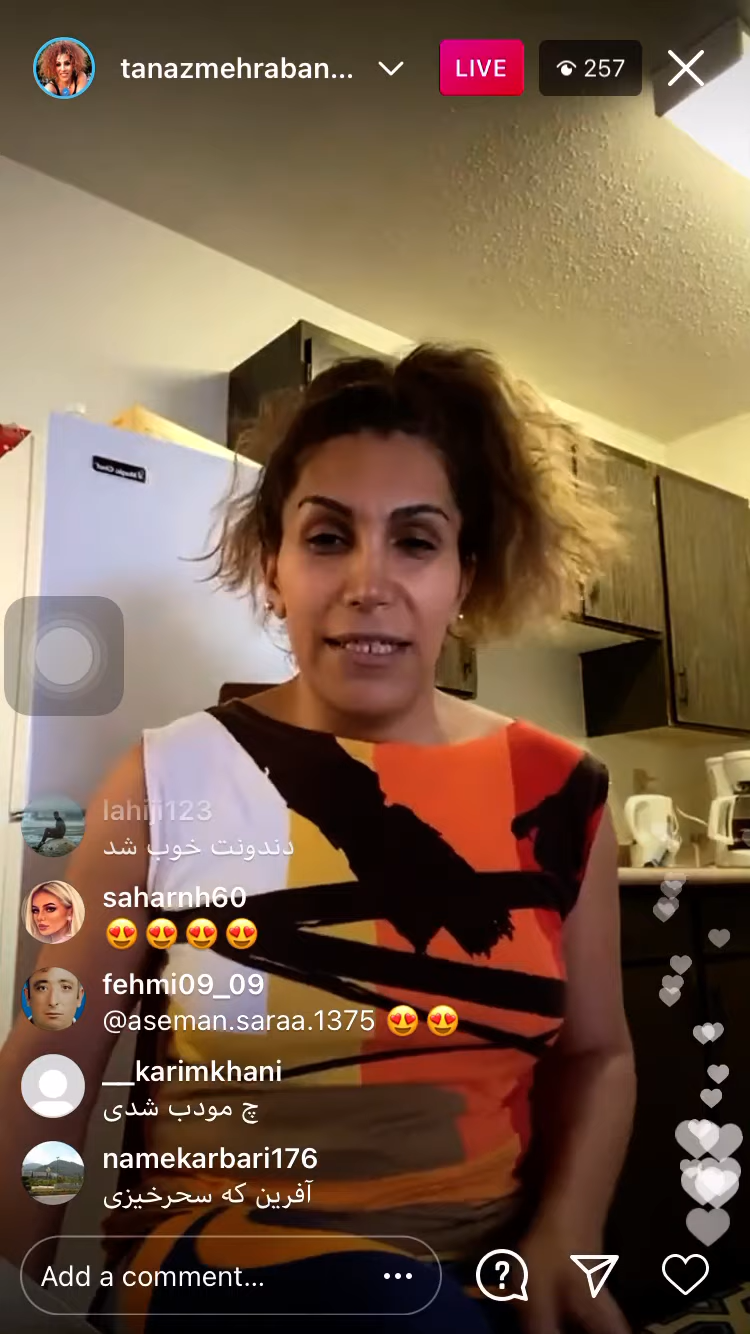 tanazmehraban...
LIVE
257
lahiji123
دندونت خوب شد
saharnh60
😍😍😍😍
fehmi09_09
@aseman.saraa.1375 😍😍
__karimkhani
چ مودب شدی
namekarbari176
آفرین که سحرخیزی
Add a comment...